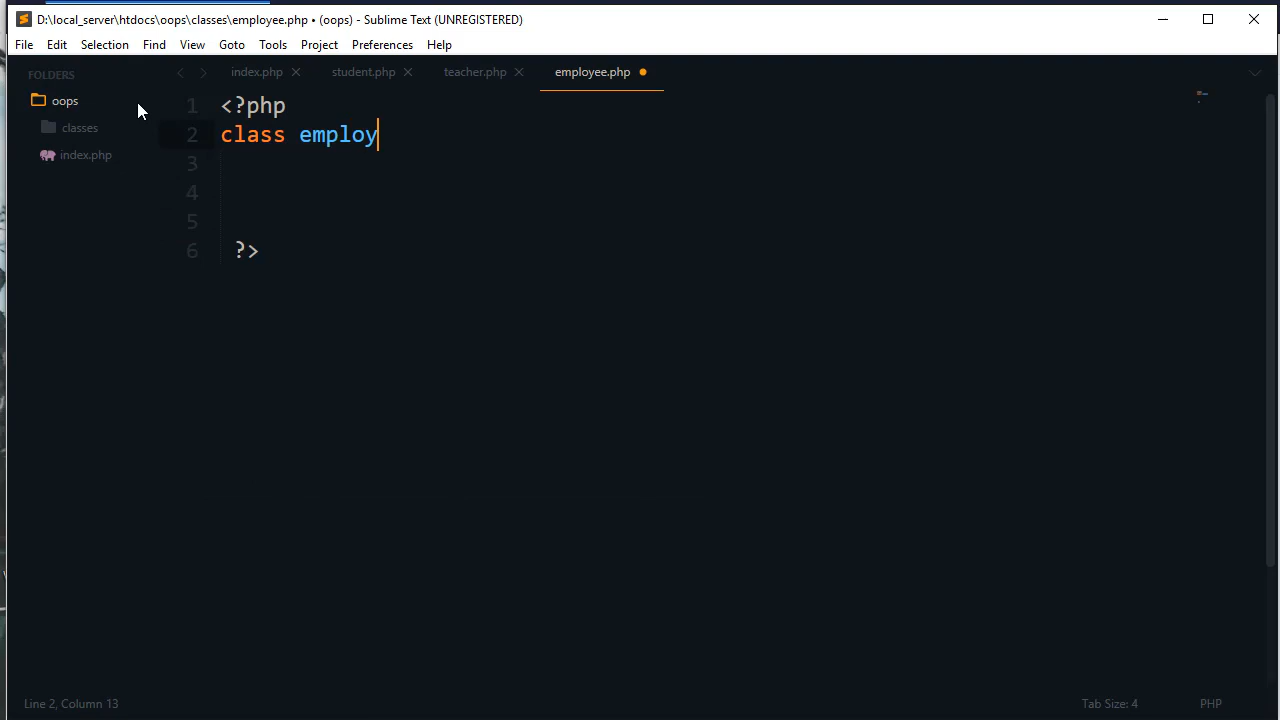 D:\local_server\htdocs\oops\classes\employee.php • (oops) - Sublime Text (UNREGISTERED)
File Edit Selection Find View Goto Tools Project Preferences Help
FOLDERS
oops
classes
index.php
index.php student.php teacher.php employee.php
1 <?php
2 class employ
3
4
5
6 ?>
Line 2, Column 13
Tab Size: 4
PHP